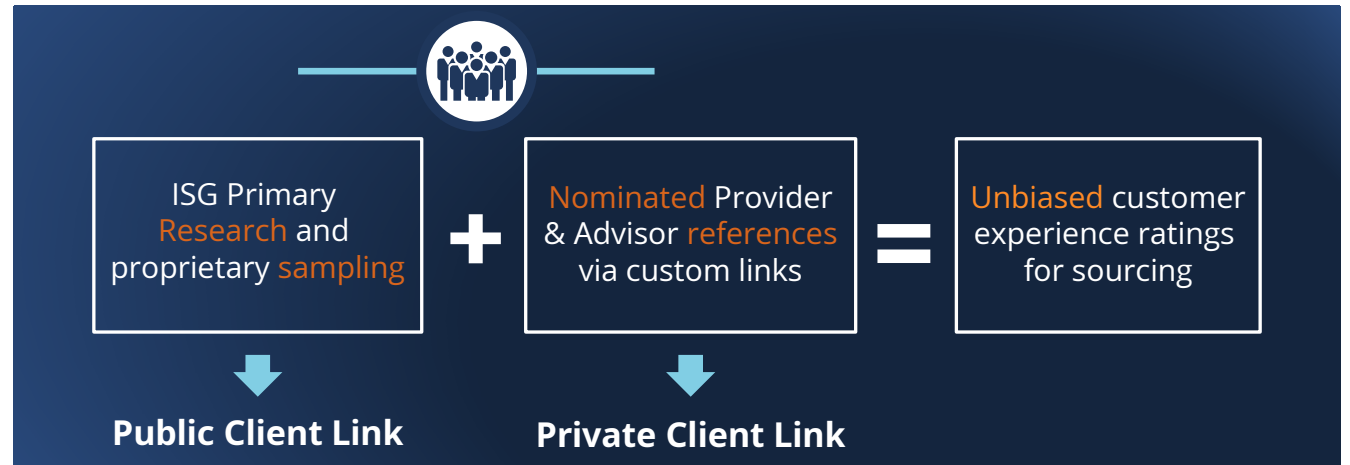 ISG Primary
Research and
proprietary sampling
+
Nominated Provider
& Advisor references
via custom links
=
Unbiased customer
experience ratings
for sourcing
Public Client Link
Private Client Link